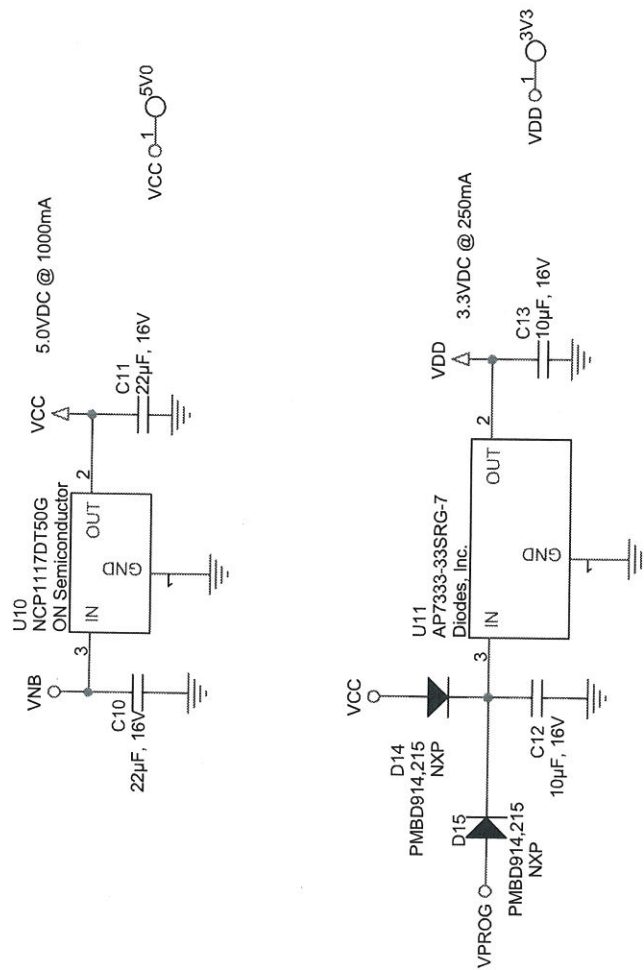 U10
NCP1117DT50G
ON Semiconductor
VNB
3
IN
OUT
2
GND
1
VCC
5.0VDC @ 1000mA
C10
22µF, 16V
C11
22µF, 16V
VCC
1
5V0
U11
AP7333-33SRG-7
Diodes, Inc.
VCC
D14
PMBD914,215
NXP
VPROG
D15
PMBD914,215
NXP
3
IN
OUT
2
GND
1
C12
10µF, 16V
VDD
3.3VDC @ 250mA
C13
10µF, 16V
VDD
1
3V3